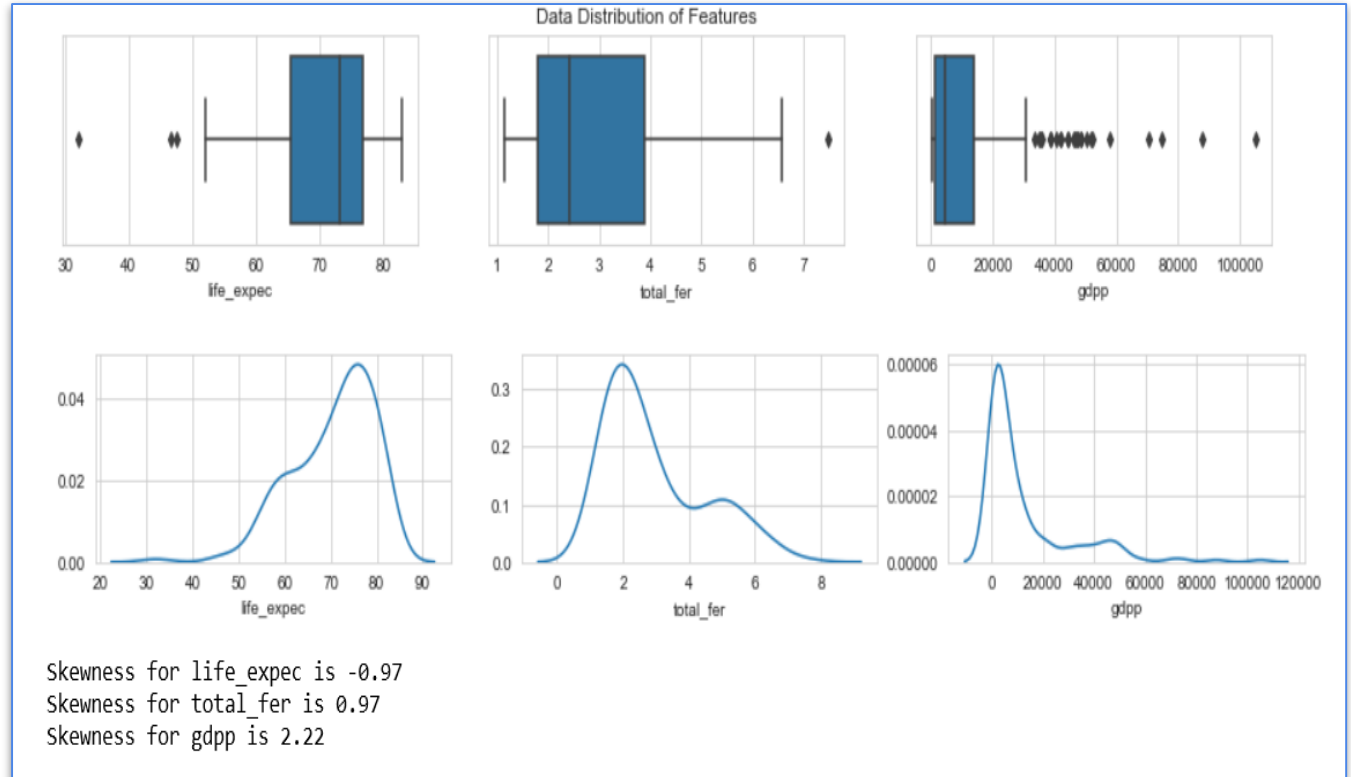 Data Distribution of Features
30 40 50 60 70 80
life_expec
1 2 3 4 5 6 7
total_fer
0 20000 40000 60000 80000 100000
gdpp
0.04
0.02
0.00
20 30 40 50 60 70 80 90
life_expec
0.3
0.2
0.1
0.0
0 2 4 6 8
total_fer
0.00006
0.00004
0.00002
0.00000
0 20000 40000 60000 80000 100000 120000
gdpp
Skewness for life_expec is -0.97
Skewness for total_fer is 0.97
Skewness for gdpp is 2.22